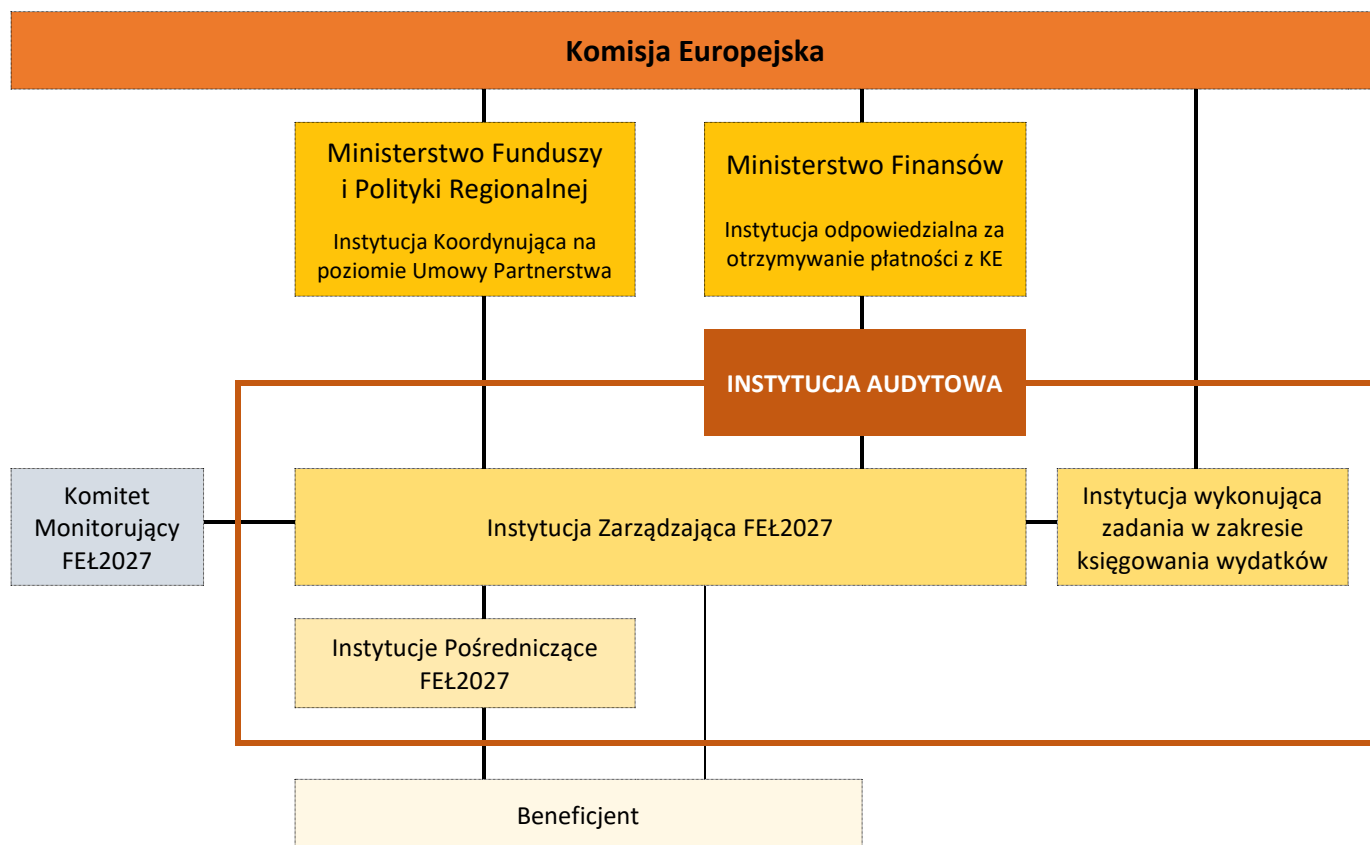 Komisja Europejska
Ministerstwo Funduszy
i Polityki Regionalnej
Instytucja Koordynująca na
poziomie Umowy Partnerstwa
Ministerstwo Finansów
Instytucja odpowiedzialna za
otrzymywanie płatności z KE
INSTYTUCJA AUDYTOWA
Komitet
Monitorujący
FEŁ2027
Instytucja Zarządzająca FEŁ2027
Instytucja wykonująca
zadania w zakresie
księgowania wydatków
Instytucje Pośredniczące
FEŁ2027
Beneficjent